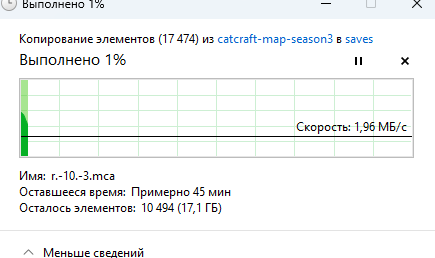 Выполнено 1%
Копирование элементов (17 474) из catcraft-map-season3 в saves
Выполнено 1%
Скорость: 1,96 МБ/с
Имя: r.-10.-3.mca
Оставшееся время: Примерно 45 мин
Осталось элементов: 10 494 (17,1 ГБ)
Меньше сведений